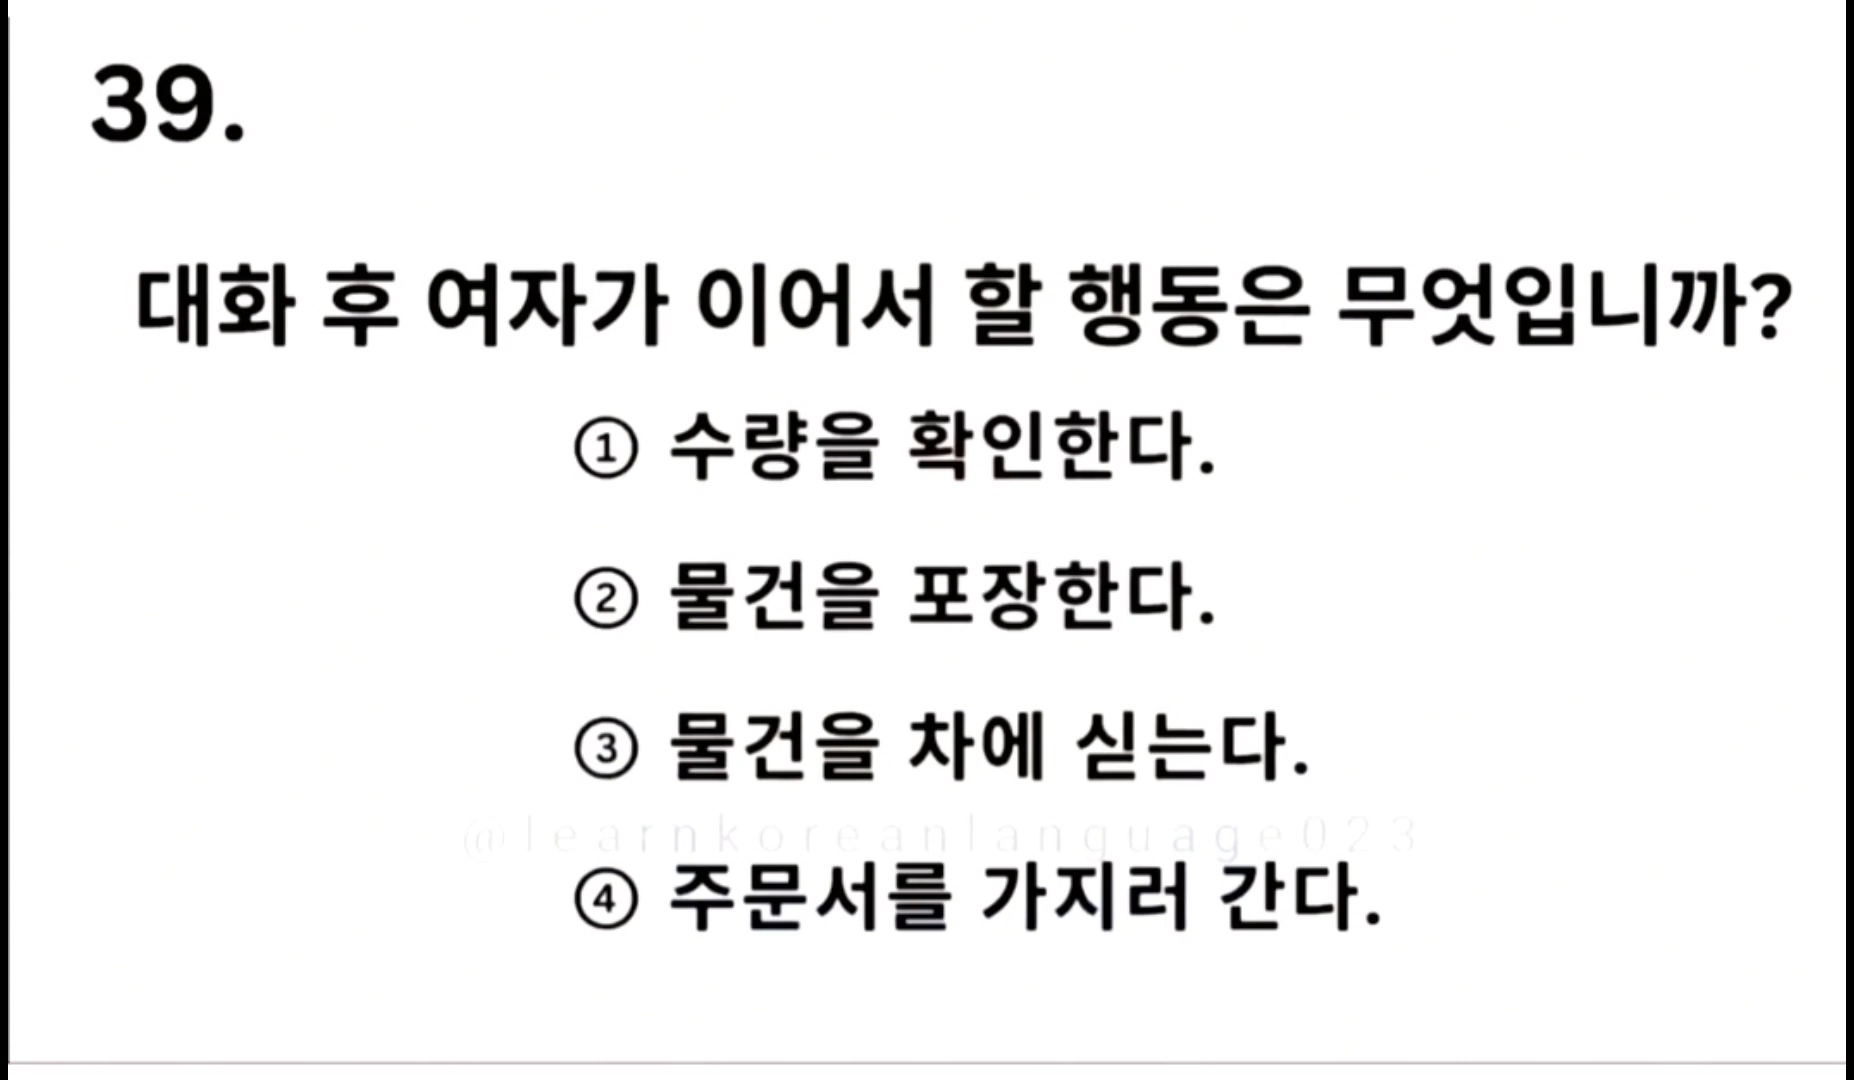 39.
대화 후 여자가 이어서 할 행동은 무엇입니까?
① 수량을 확인한다.
② 물건을 포장한다.
③ 물건을 차에 싣는다.
@learnkoreanlanguage023
④ 주문서를 가지러 간다.